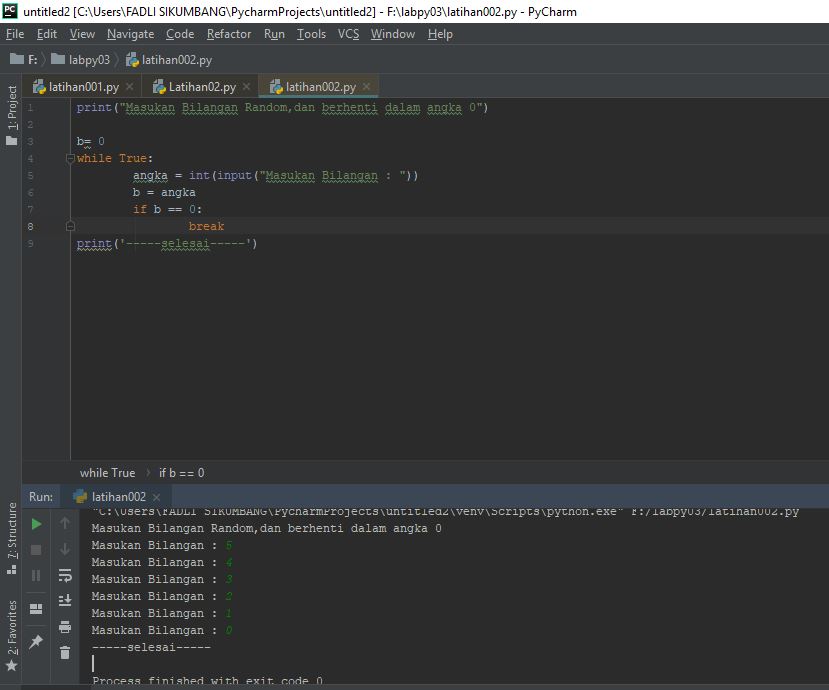 untitled2 [C:\Users\FADLI SIKUMBANG\PycharmProjects\untitled2] - F:\labpy03\latihan002.py - PyCharm
File Edit View Navigate Code Refactor Run Tools VCS Window Help
F: labpy03 latihan002.py
latihan001.py Latihan02.py latihan002.py
1: Project
1 print("Masukan Bilangan Random,dan berhenti dalam angka 0")
2
3 b= 0
4 while True:
5 angka = int(input("Masukan Bilangan : "))
6 b = angka
7 if b == 0:
8 break
9 print('-----selesai-----')
while True if b == 0
Run: latihan002
"C:\Users\FADLI SIKUMBANG\PycharmProjects\untitled2\venv\Scripts\python.exe" F:/labpy03/latihan002.py
Masukan Bilangan Random,dan berhenti dalam angka 0
Masukan Bilangan : 5
Masukan Bilangan : 4
Masukan Bilangan : 3
Masukan Bilangan : 2
Masukan Bilangan : 1
Masukan Bilangan : 0
-----selesai-----
Process finished with exit code 0
7: Structure
2: Favorites